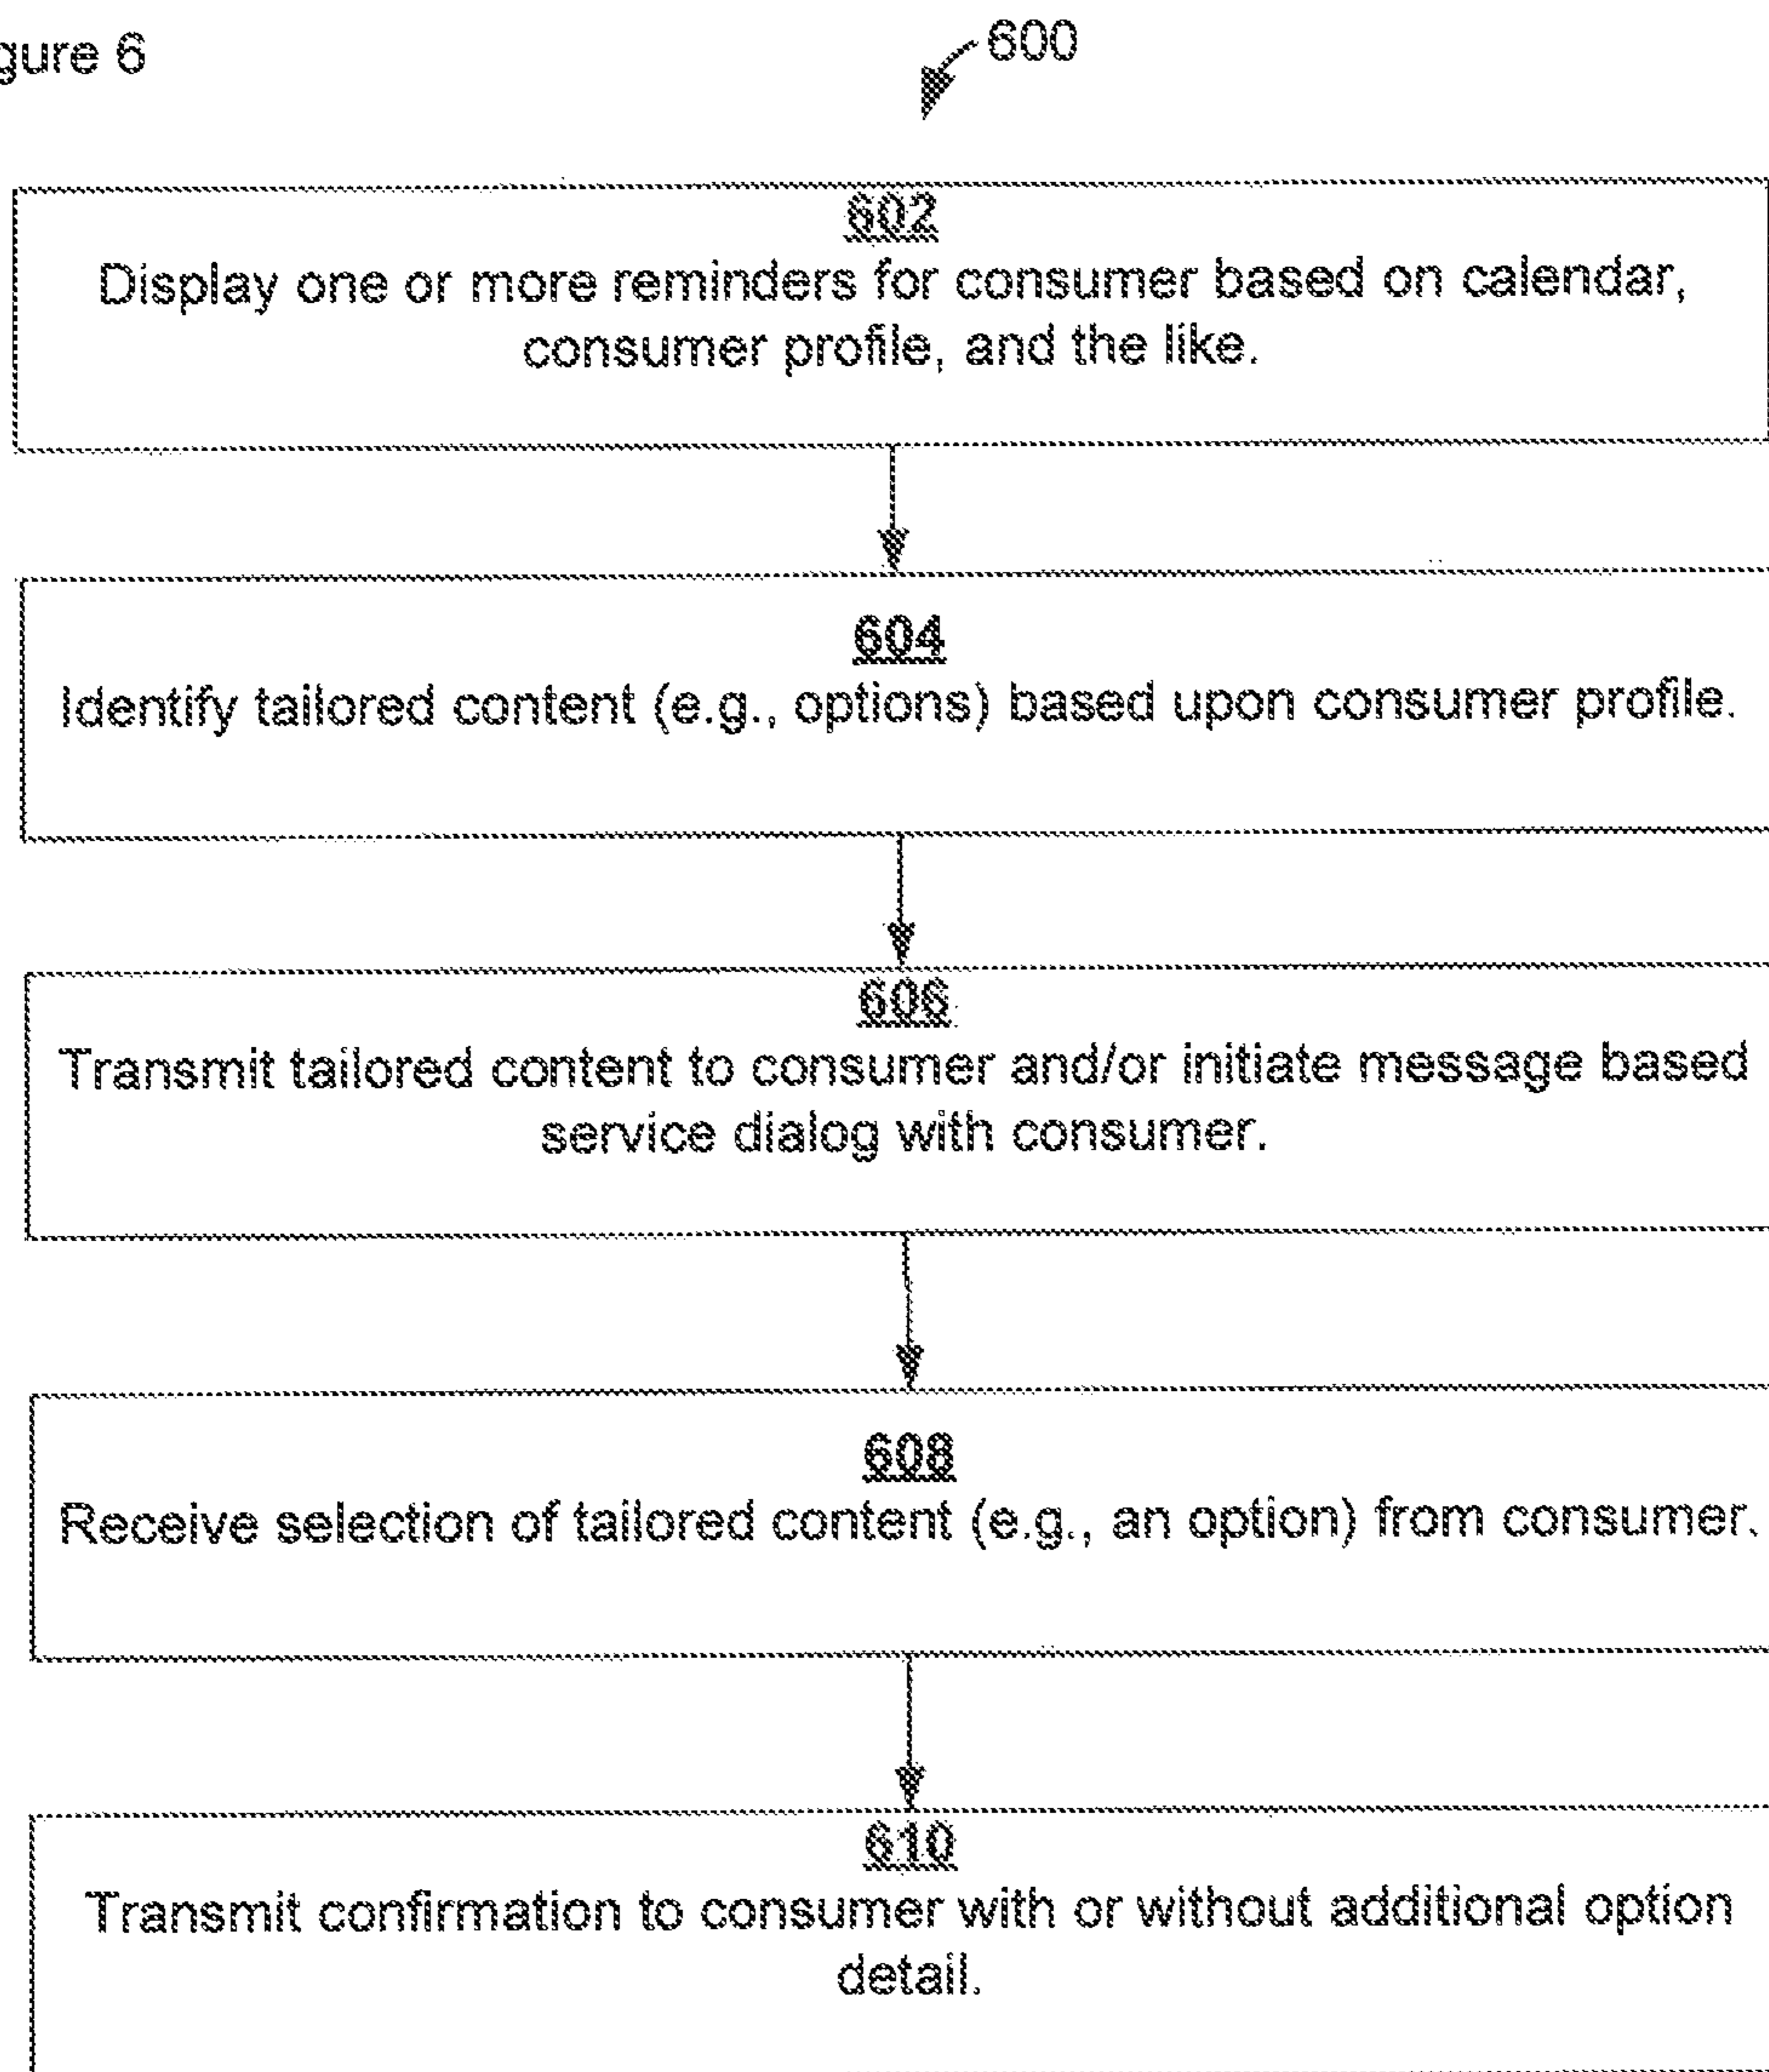 gure 6
600
602
Display one or more reminders for consumer based on calendar,
consumer profile, and the like.
604
Identify tailored content (e.g., options) based upon consumer profile.
606
Transmit tailored content to consumer and/or initiate message based
service dialog with consumer.
608
Receive selection of tailored content (e.g., an option) from consumer.
610
Transmit confirmation to consumer with or without additional option
detail.